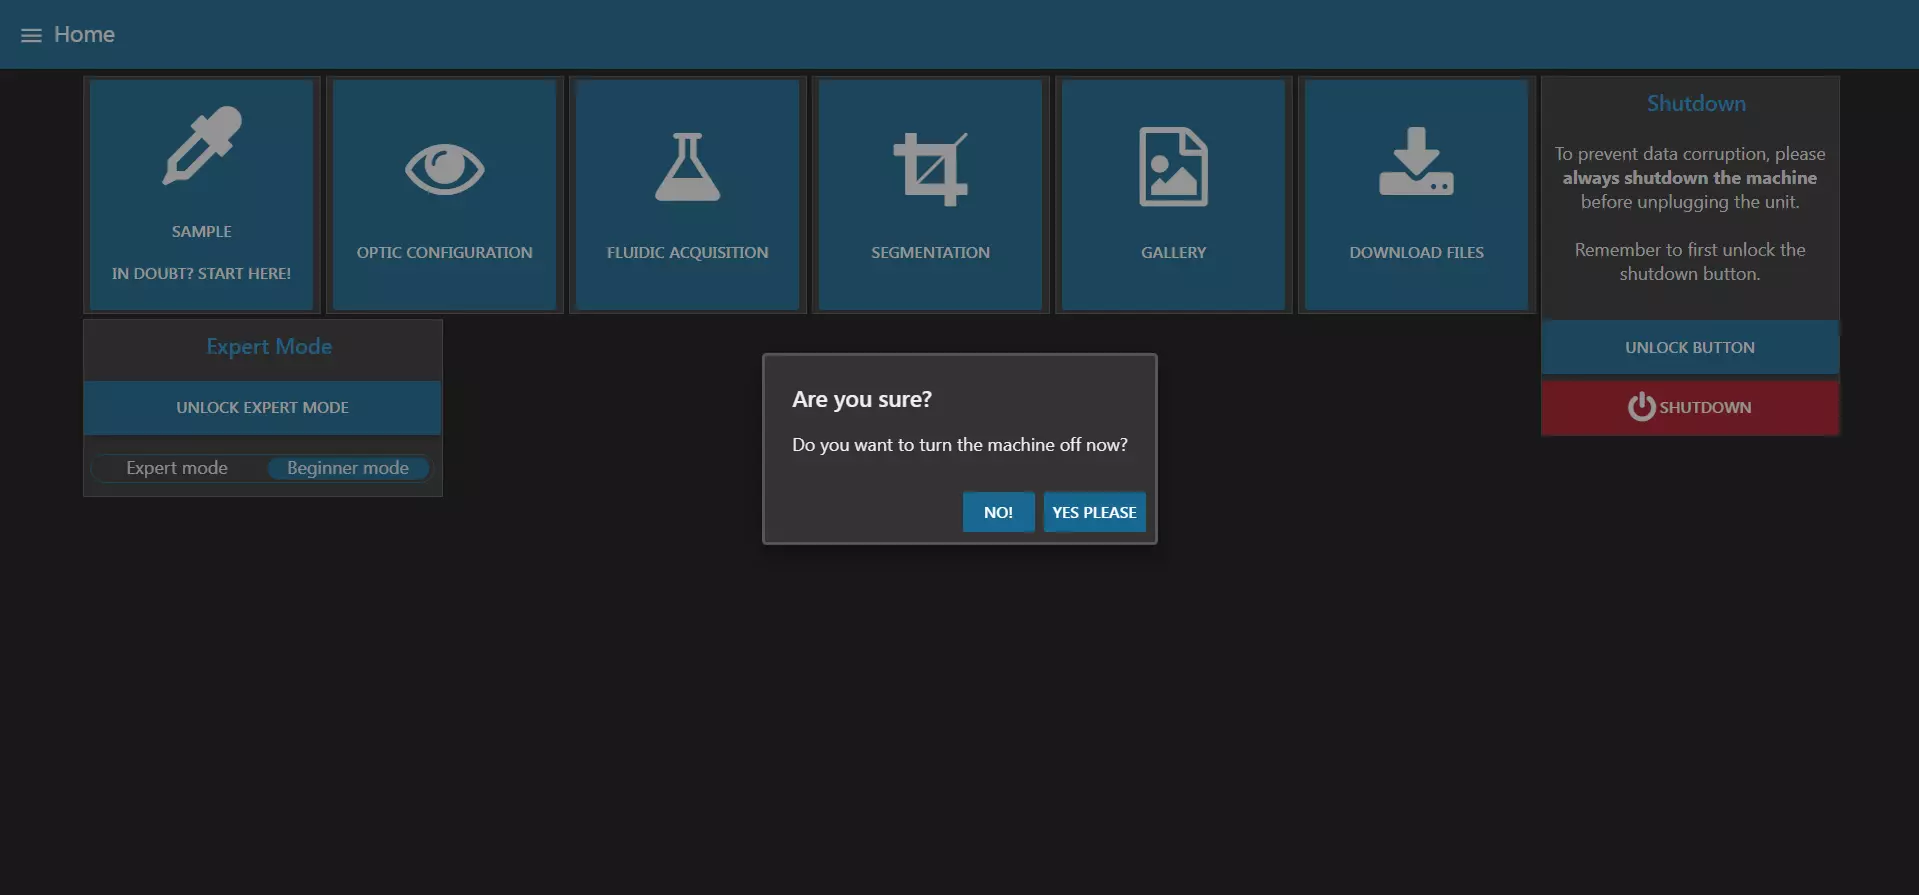 Home
SAMPLE
IN DOUBT? START HERE!
OPTIC CONFIGURATION
FLUIDIC ACQUISITION
SEGMENTATION
GALLERY
DOWNLOAD FILES
Shutdown
To prevent data corruption, please
always shutdown the machine
before unplugging the unit.
Remember to first unlock the
shutdown button.
UNLOCK BUTTON
SHUTDOWN
Expert Mode
UNLOCK EXPERT MODE
Expert mode
Beginner mode
Are you sure?
Do you want to turn the machine off now?
NO!
YES PLEASE